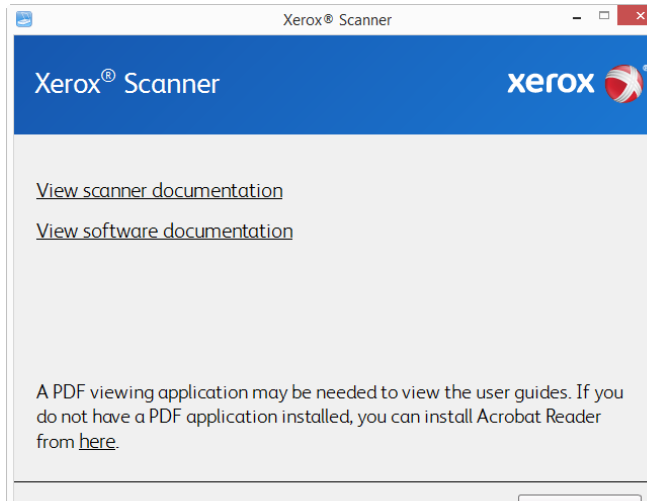 Xerox® Scanner
Xerox® Scanner
xerox ®
View scanner documentation
View software documentation
A PDF viewing application may be needed to view the user guides. If you
do not have a PDF application installed, you can install Acrobat Reader
from here.